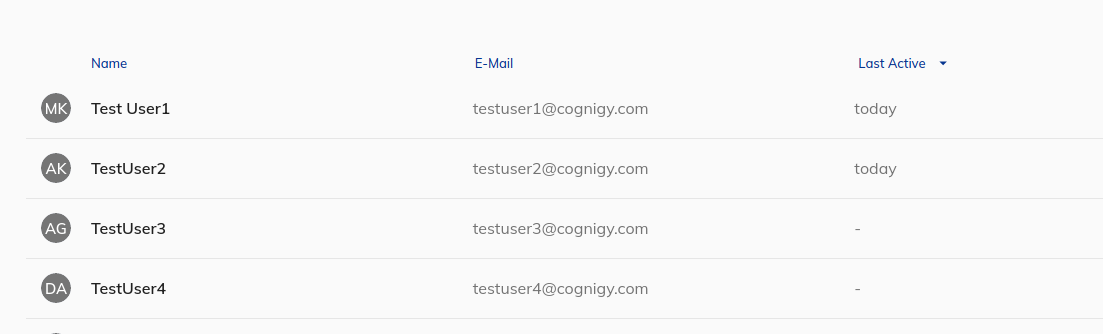 Name E-Mail Last Active
MK Test User1 testuser1@cognigy.com today
AK TestUser2 testuser2@cognigy.com today
AG TestUser3 testuser3@cognigy.com -
DA TestUser4 testuser4@cognigy.com -